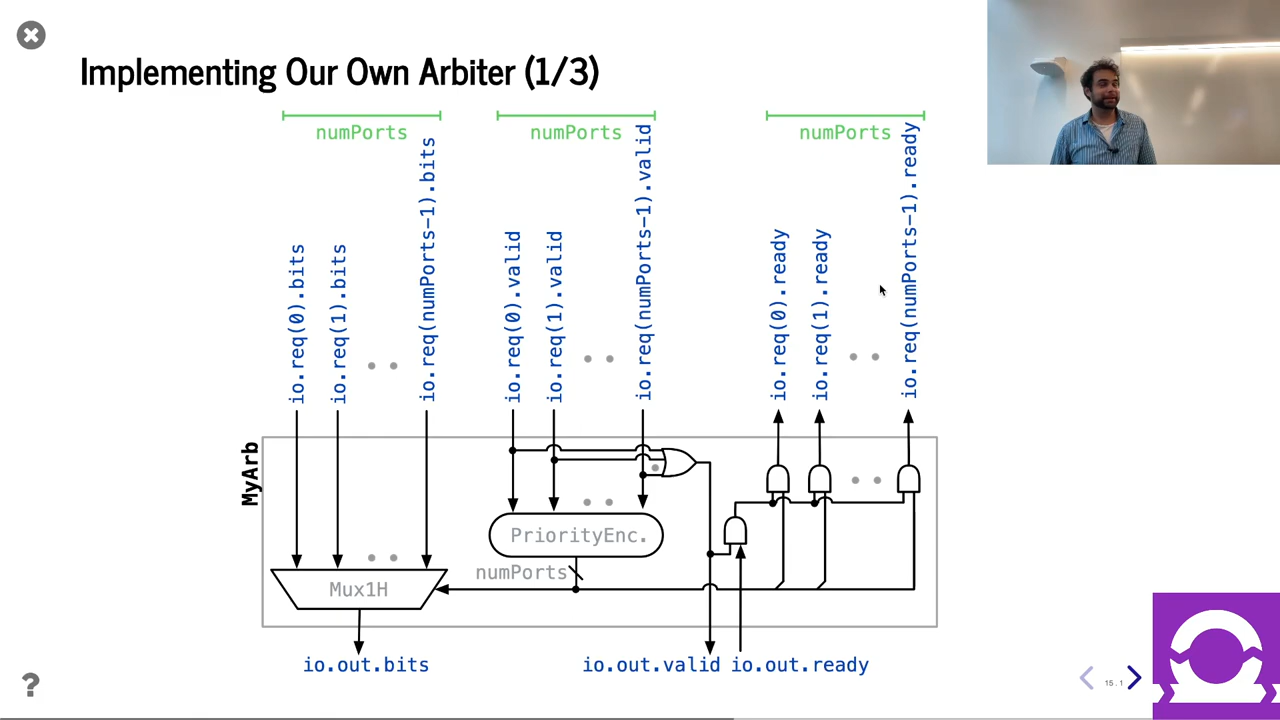 Implementing Our Own Arbiter (1/3)
numPorts
numPorts
numPorts
io.req(0).bits
io.req(1).bits
io.req(numPorts-1).bits
io.req(0).valid
io.req(1).valid
io.req(numPorts-1).valid
io.req(0).ready
io.req(1).ready
io.req(numPorts-1).ready
MyArb
PriorityEnc.
numPorts
Mux1H
io.out.bits
io.out.valid
io.out.ready
?
15.1